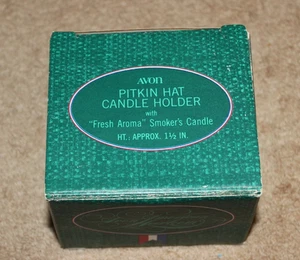 AVON
PITKIN HAT
CANDLE HOLDER
with
"Fresh Aroma" Smoker's Candle
HT.: APPROX. 1½ IN.